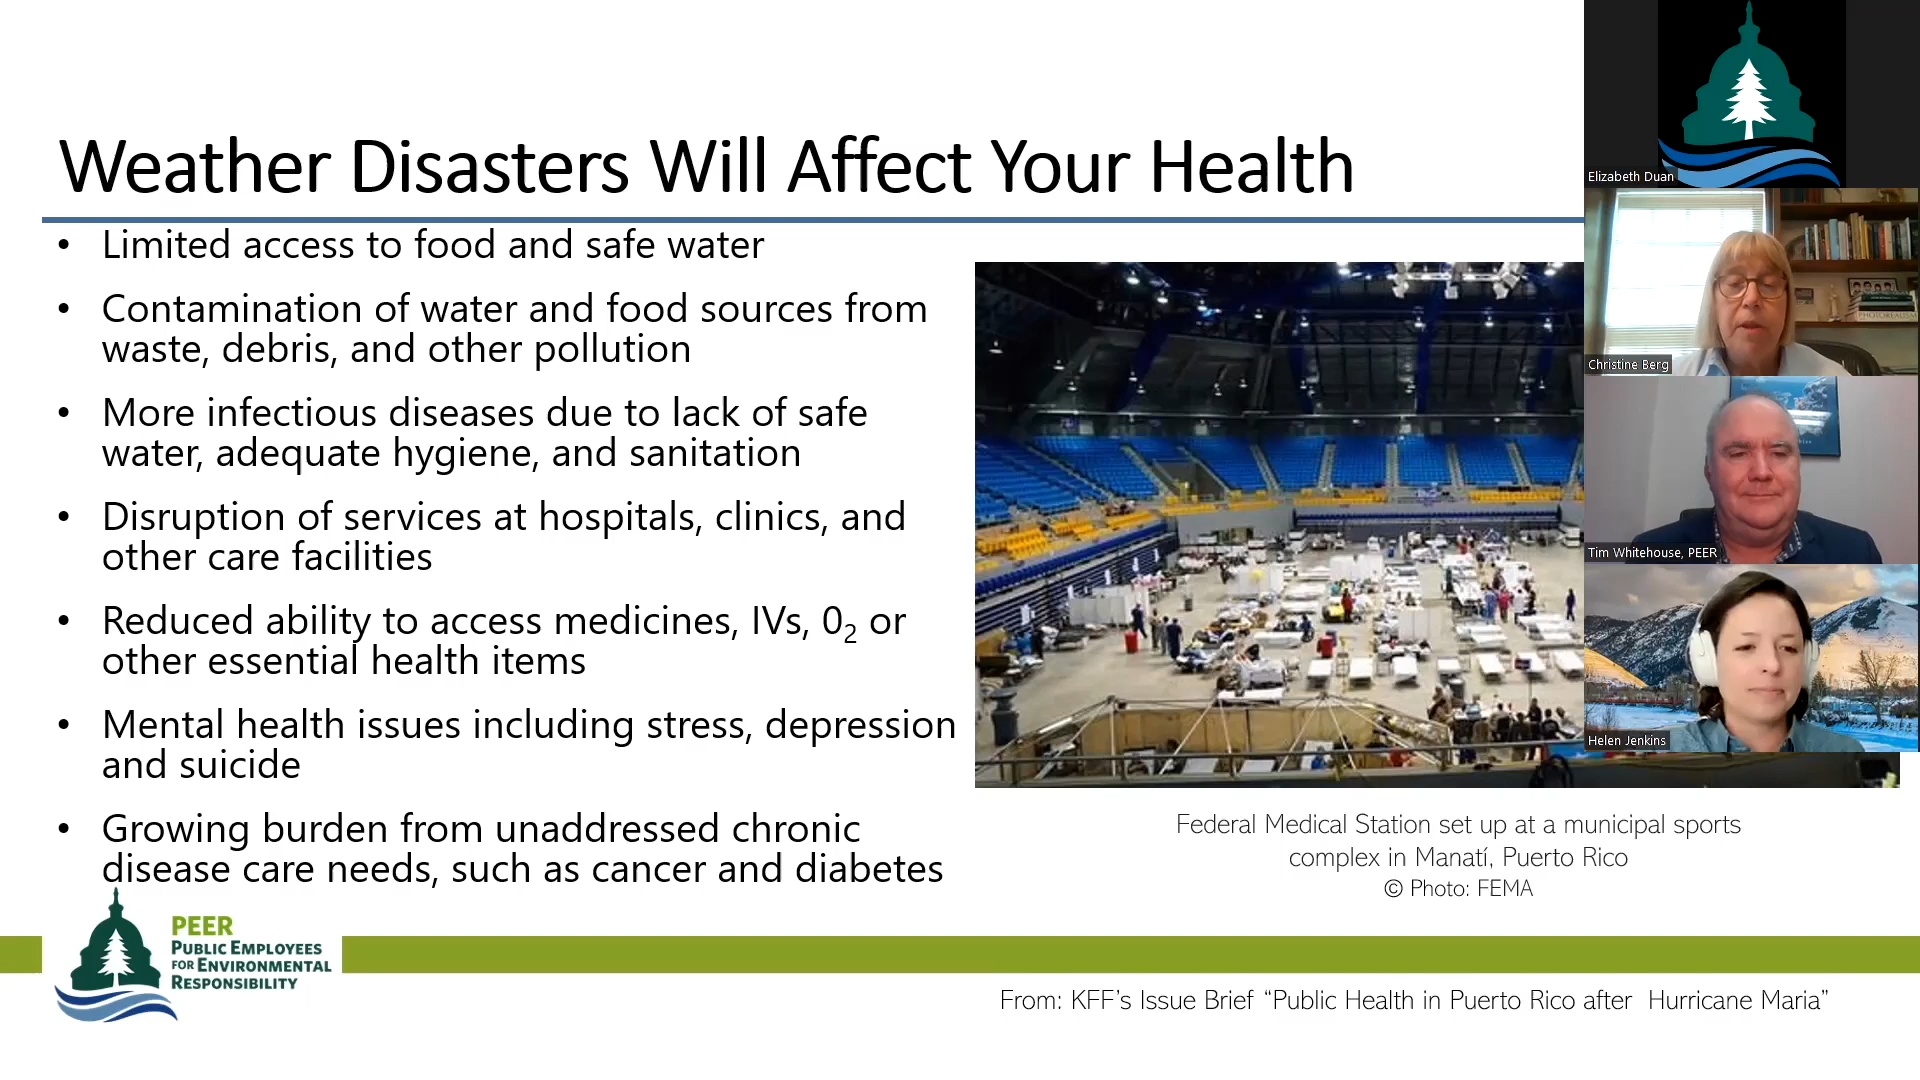 Weather Disasters Will Affect Your Health
• Limited access to food and safe water
• Contamination of water and food sources from
waste, debris, and other pollution
• More infectious diseases due to lack of safe
water, adequate hygiene, and sanitation
• Disruption of services at hospitals, clinics, and
other care facilities
• Reduced ability to access medicines, IVs, 0₂ or
other essential health items
• Mental health issues including stress, depression
and suicide
• Growing burden from unaddressed chronic
disease care needs, such as cancer and diabetes
Federal Medical Station set up at a municipal sports
complex in Manatí, Puerto Rico
© Photo: FEMA
PEER
PUBLIC EMPLOYEES
FOR ENVIRONMENTAL
RESPONSIBILITY
From: KFF’s Issue Brief “Public Health in Puerto Rico after Hurricane Maria”
Elizabeth Duan
Christine Berg
PHOTOREALISM
Tim Whitehouse, PEER
Helen Jenkins